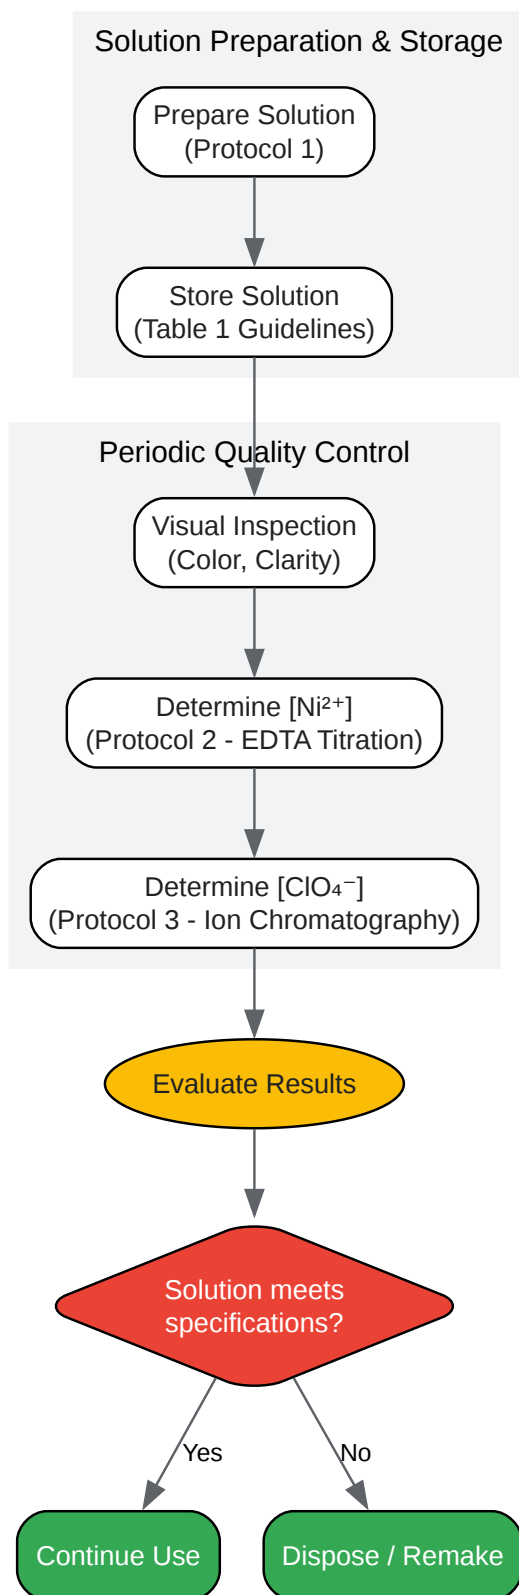 Solution Preparation & Storage
Prepare Solution
(Protocol 1)
Store Solution
(Table 1 Guidelines)
Periodic Quality Control
Visual Inspection
(Color, Clarity)
Determine [Ni²⁺]
(Protocol 2 - EDTA Titration)
Determine [ClO₄⁻]
(Protocol 3 - Ion Chromatography)
Evaluate Results
Solution meets
specifications?
Yes
No
Continue Use
Dispose / Remake